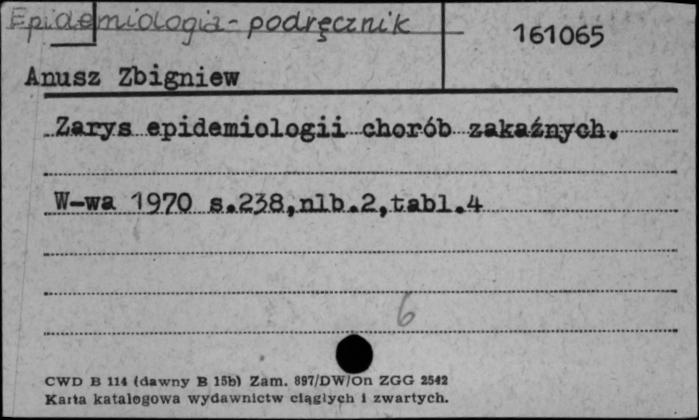 Epidemiologia - podręcznik
161065
Anusz Zbigniew
Zarys epidemiologii chorób zakaźnych.
W-wa 1970 s.238,nlb.2,tabl.4
6
CWD B 114 (dawny B 15b) Zam. 897/DW/On ZGG 2542
Karta katalogowa wydawnictw ciągłych i zwartych.